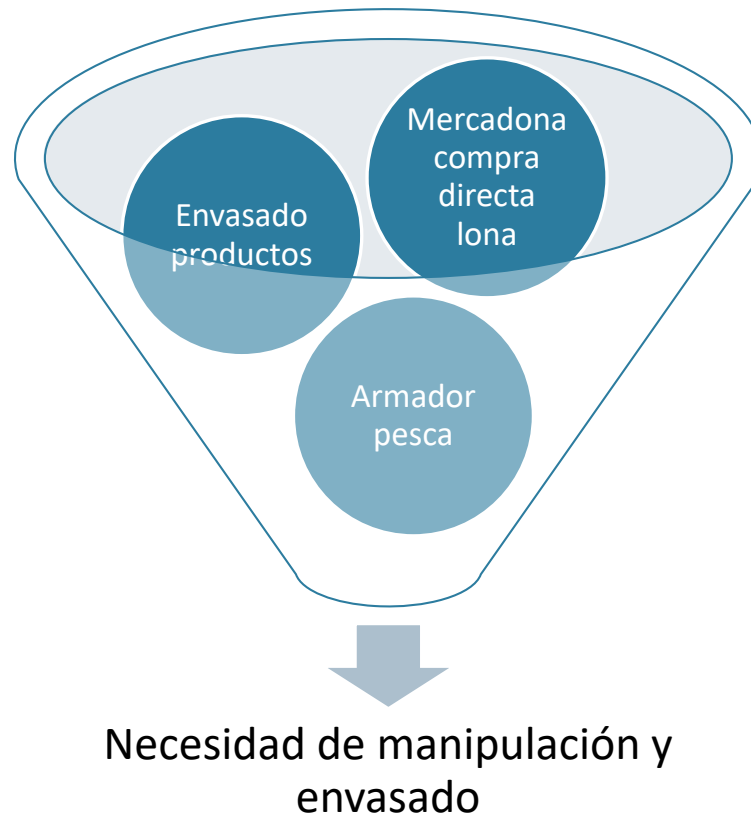 Mercadona
compra
directa
lona
Envasado
productos
Armador
pesca
Necesidad de manipulación y
envasado